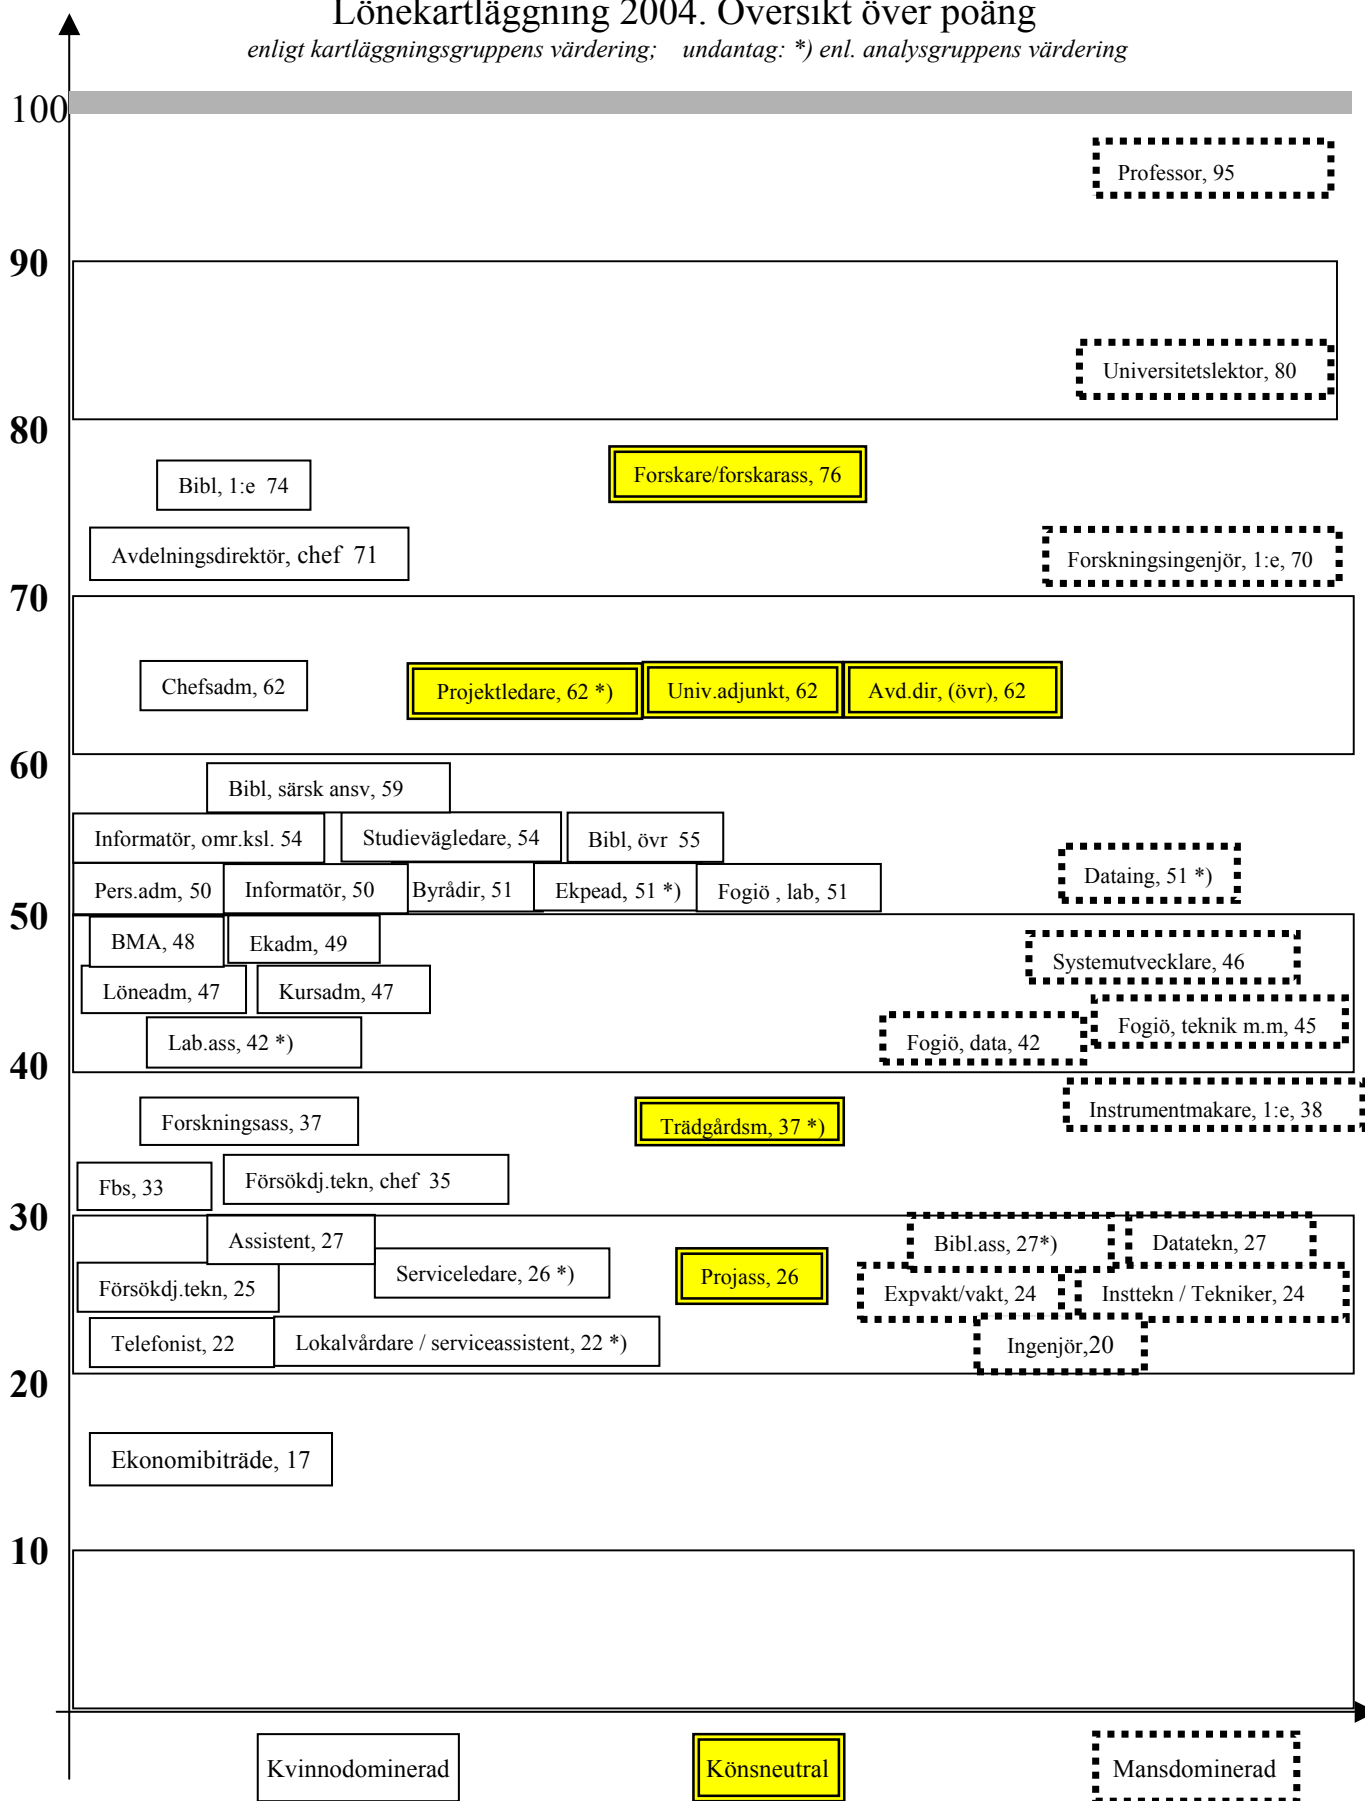 Lönekartläggning 2004. Översikt över poäng
enligt kartläggningsgruppens värdering; undantag: *) enl. analysgruppens värdering
100
Professor, 95
90
Universitetslektor, 80
80
Forskare/forskarass, 76
Bibl, 1:e 74
Avdelningsdirektör, chef 71
Forskningsingenjör, 1:e, 70
70
Chefsadm, 62
Projektledare, 62 *)
Univ.adjunkt, 62
Avd.dir, (övr), 62
60
Bibl, särsk ansv, 59
Informatör, omr.ksl. 54
Studievägledare, 54
Bibl, övr 55
Pers.adm, 50
Informatör, 50
Byrådir, 51
Ekpead, 51 *)
Fogiö , lab, 51
Dataing, 51 *)
50
BMA, 48
Ekadm, 49
Systemutvecklare, 46
Löneadm, 47
Kursadm, 47
Fogiö, teknik m.m, 45
Lab.ass, 42 *)
Fogiö, data, 42
40
Instrumentmakare, 1:e, 38
Forskningsass, 37
Trädgårdsm, 37 *)
Fbs, 33
Försökdj.tekn, chef 35
30
Assistent, 27
Bibl.ass, 27*)
Datatekn, 27
Serviceledare, 26 *)
Projass, 26
Försökdj.tekn, 25
Expvakt/vakt, 24
Insttekn / Tekniker, 24
Telefonist, 22
Lokalvårdare / serviceassistent, 22 *)
Ingenjör,20
20
Ekonomibiträde, 17
10
Kvinnodominerad
Könsneutral
Mansdominerad